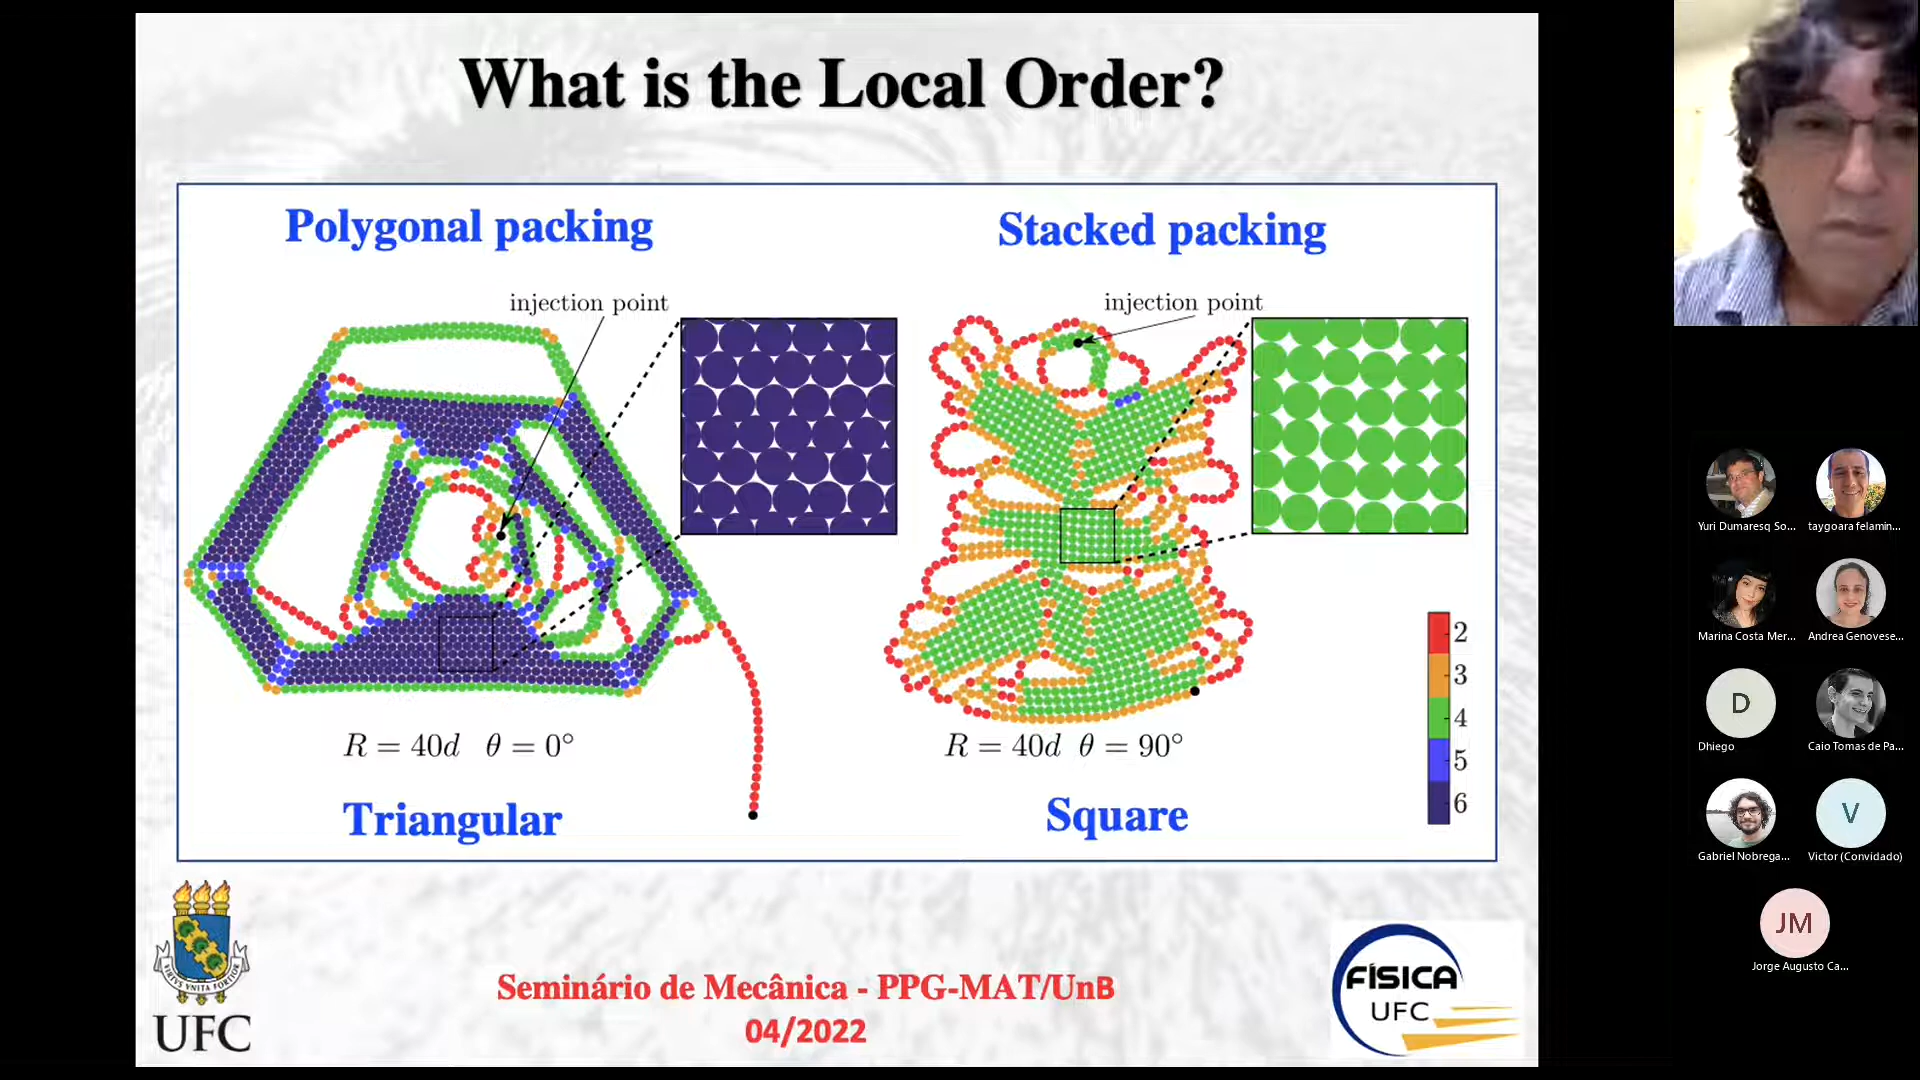 What is the Local Order?
Polygonal packing
Stacked packing
injection point
injection point
R = 40d θ = 0°
R = 40d θ = 90°
Triangular
Square
2
3
4
5
6
VIRTVS VNITA FORTIOR
UFC
Seminário de Mecânica - PPG-MAT/UnB
04/2022
FÍSICA
UFC
Yuri Dumaresq So...
taygoara felamin...
Marina Costa Mer...
Andrea Genovese...
D
Dhiego
Caio Tomas de Pa...
Gabriel Nobrega...
V
Victor (Convidado)
JM
Jorge Augusto Ca...